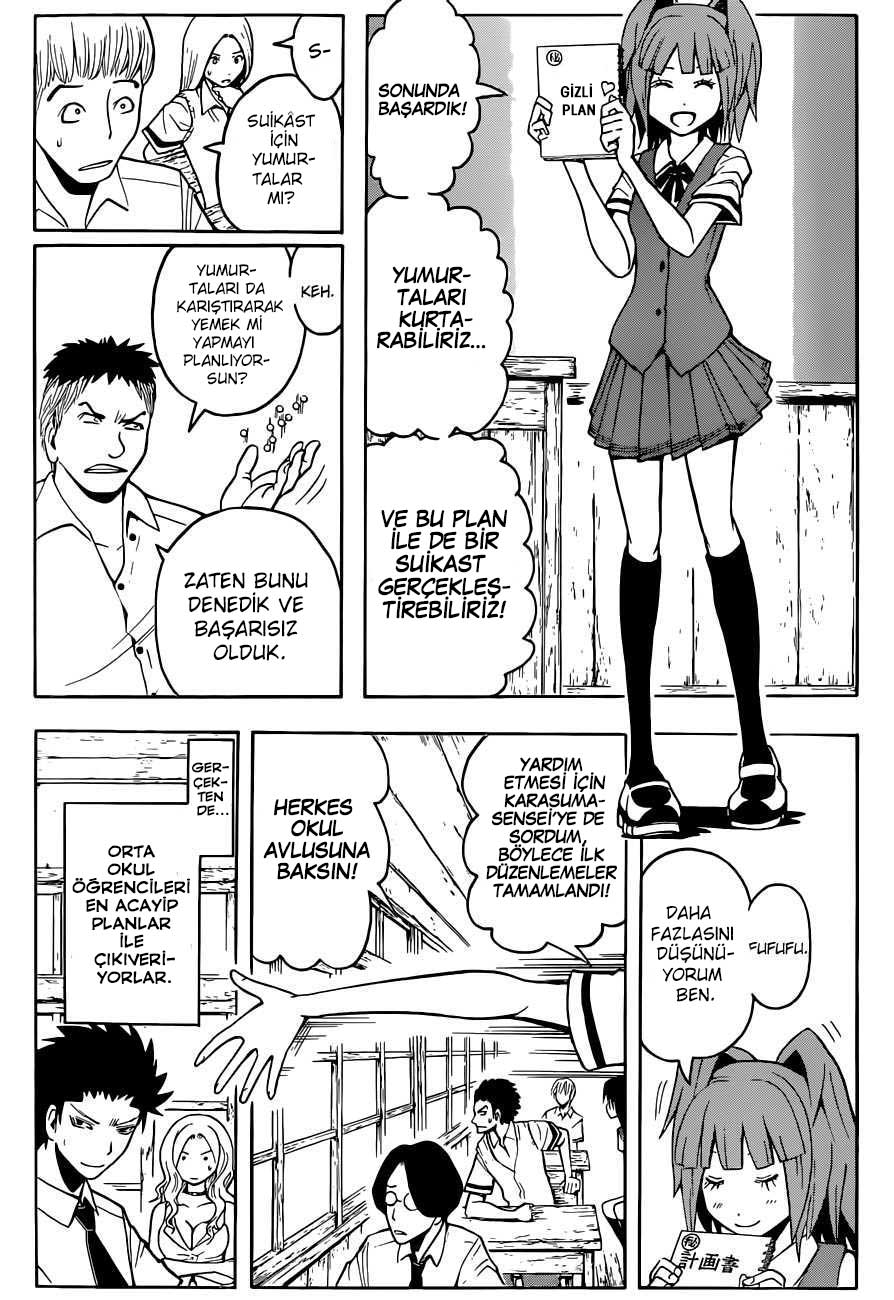 SONUNDA
BAŞARDIK!
㊙
GİZLİ
PLAN
YUMUR-
TALARI
KURTA-
RABİLİRİZ...
VE BU PLAN
İLE DE BİR
SUİKAST
GERÇEKLEŞ-
TİREBİLİRİZ!
S-
SUİKÂST
İÇİN
YUMUR-
TALAR
MI?
KEH.
YUMUR-
TALARI DA
KARIŞTIRARAK
YEMEK Mİ
YAPMAYI
PLANLIYOR-
SUN?
ZATEN BUNU
DENEDİK VE
BAŞARISIZ
OLDUK.
FUFUFU.
DAHA
FAZLASINI
DÜŞÜNÜ-
YORUM
BEN.
㊙
計画書
YARDIM
ETMESİ İÇİN
KARASUMA-
SENSEİ'YE DE
SORDUM,
BÖYLECE İLK
DÜZENLEMELER
TAMAMLANDI!
HERKES
OKUL
AVLUSUNA
BAKSIN!
GER-
ÇEK-
TEN
DE...
ORTA
OKUL
ÖĞRENCİLERİ
EN ACAYİP
PLANLAR
İLE
ÇIKIVERİ-
YORLAR.